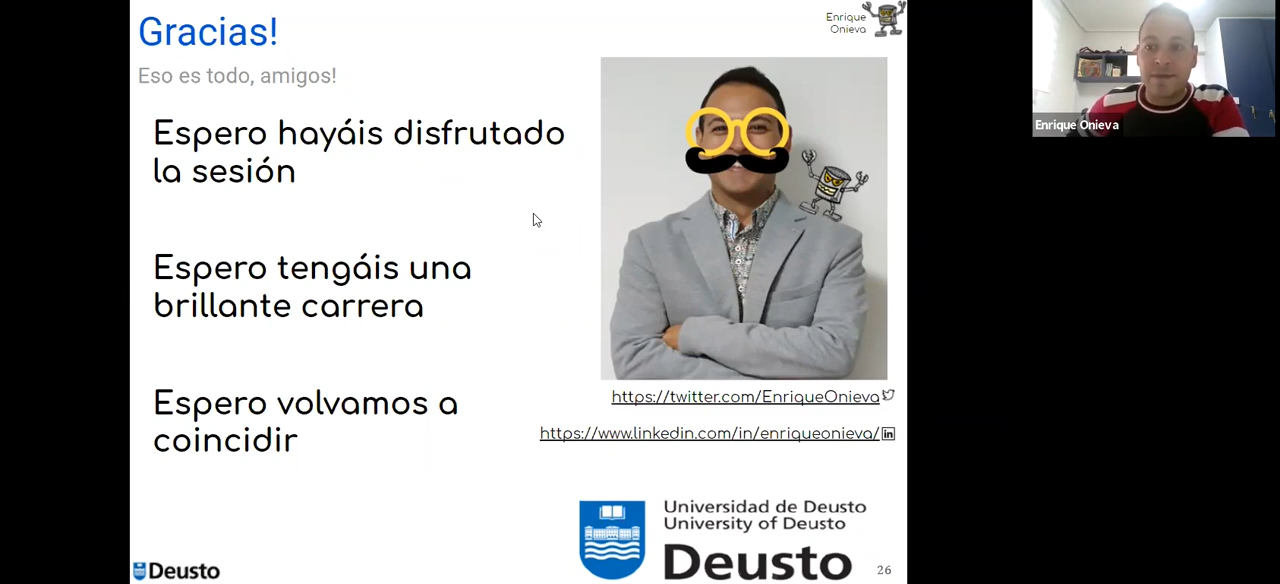 Gracias!
Enrique
Onieva
Eso es todo, amigos!
Espero hayáis disfrutado
la sesión
Espero tengáis una
brillante carrera
Espero volvamos a
coincidir
https://twitter.com/EnriqueOnieva
https://www.linkedin.com/in/enriqueonieva/
in
Universidad de Deusto
University of Deusto
Deusto
Deusto
26
Enrique Onieva